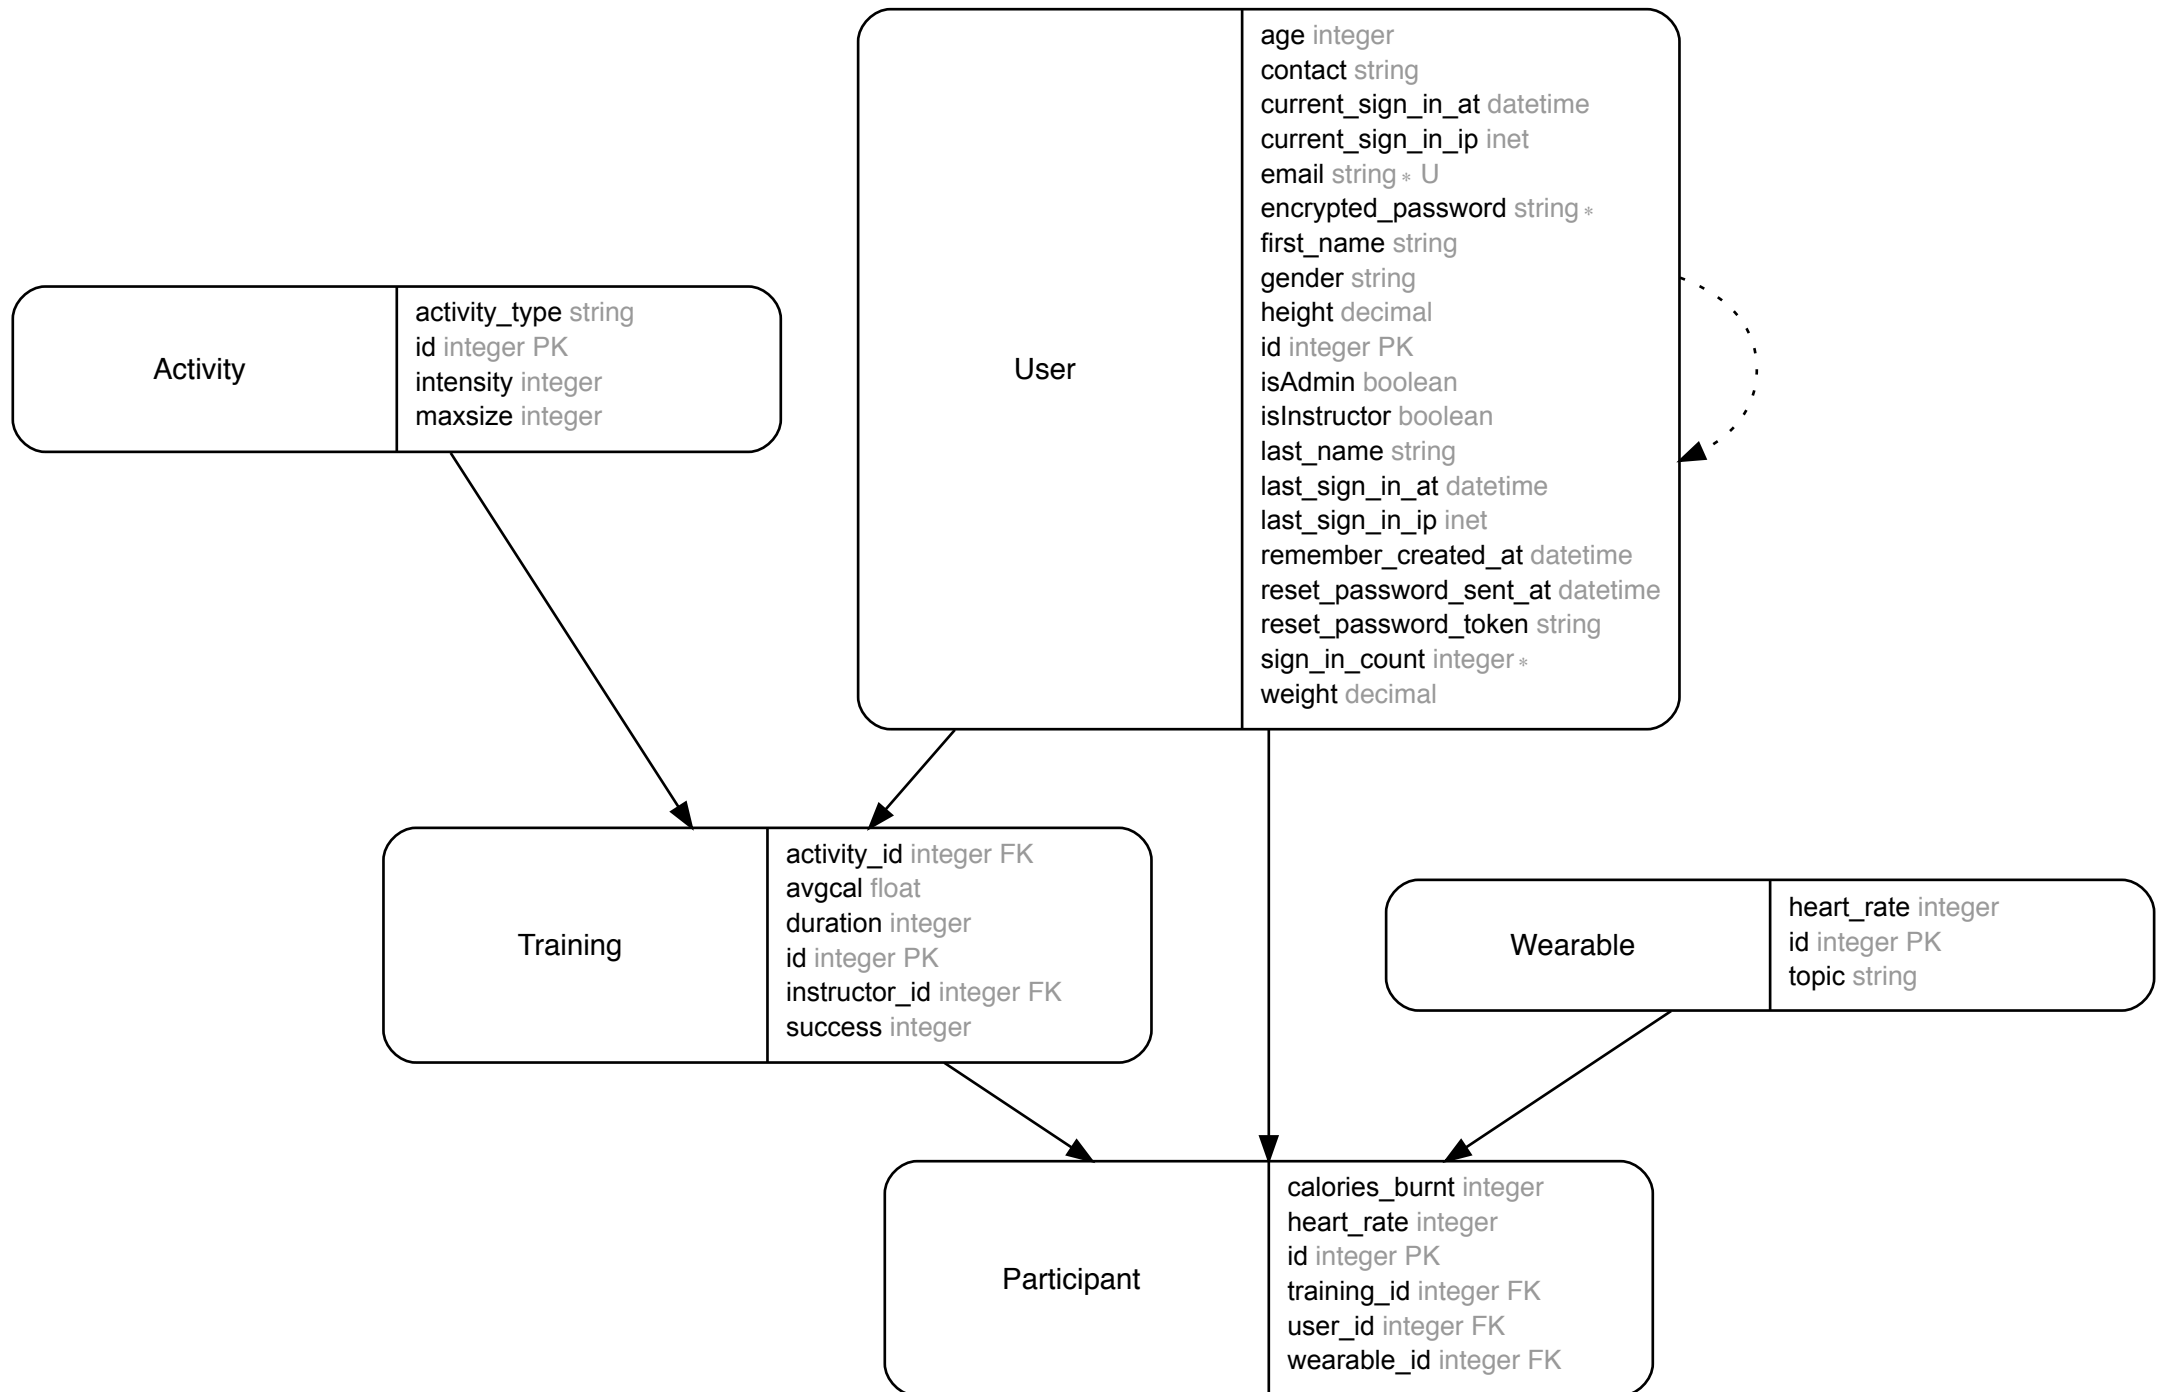 User
age integer
contact string
current_sign_in_at datetime
current_sign_in_ip inet
email string ∗ U
encrypted_password string ∗
first_name string
gender string
height decimal
id integer PK
isAdmin boolean
isInstructor boolean
last_name string
last_sign_in_at datetime
last_sign_in_ip inet
remember_created_at datetime
reset_password_sent_at datetime
reset_password_token string
sign_in_count integer ∗
weight decimal
Activity
activity_type string
id integer PK
intensity integer
maxsize integer
Training
activity_id integer FK
avgcal float
duration integer
id integer PK
instructor_id integer FK
success integer
Wearable
heart_rate integer
id integer PK
topic string
Participant
calories_burnt integer
heart_rate integer
id integer PK
training_id integer FK
user_id integer FK
wearable_id integer FK